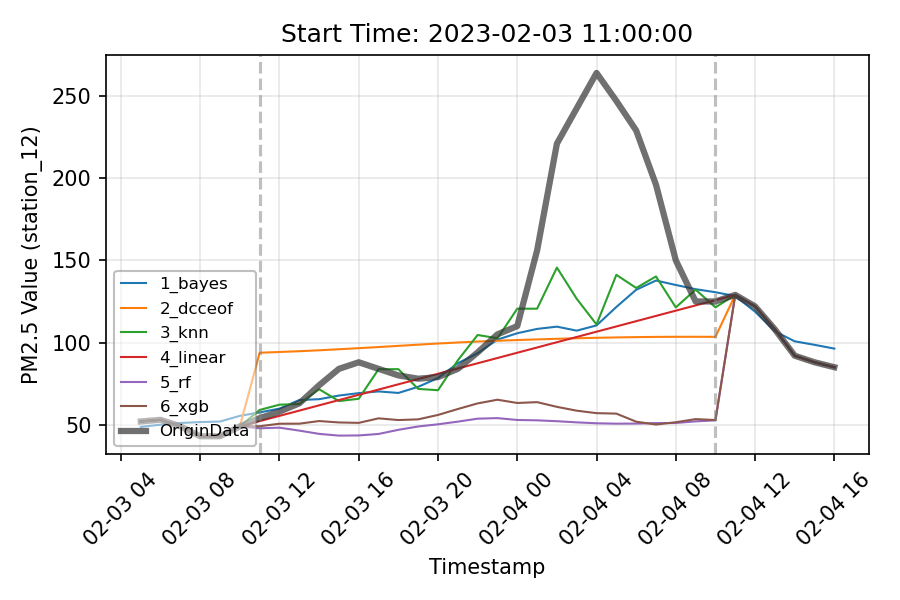 Start Time: 2023-02-03 11:00:00
PM2.5 Value (station_12)
250
200
150
100
50
1_bayes
2_dcceof
3_knn
4_linear
5_rf
6_xgb
OriginData
02-03 04
02-03 08
02-03 12
02-03 16
02-03 20
02-04 00
02-04 04
02-04 08
02-04 12
02-04 16
Timestamp